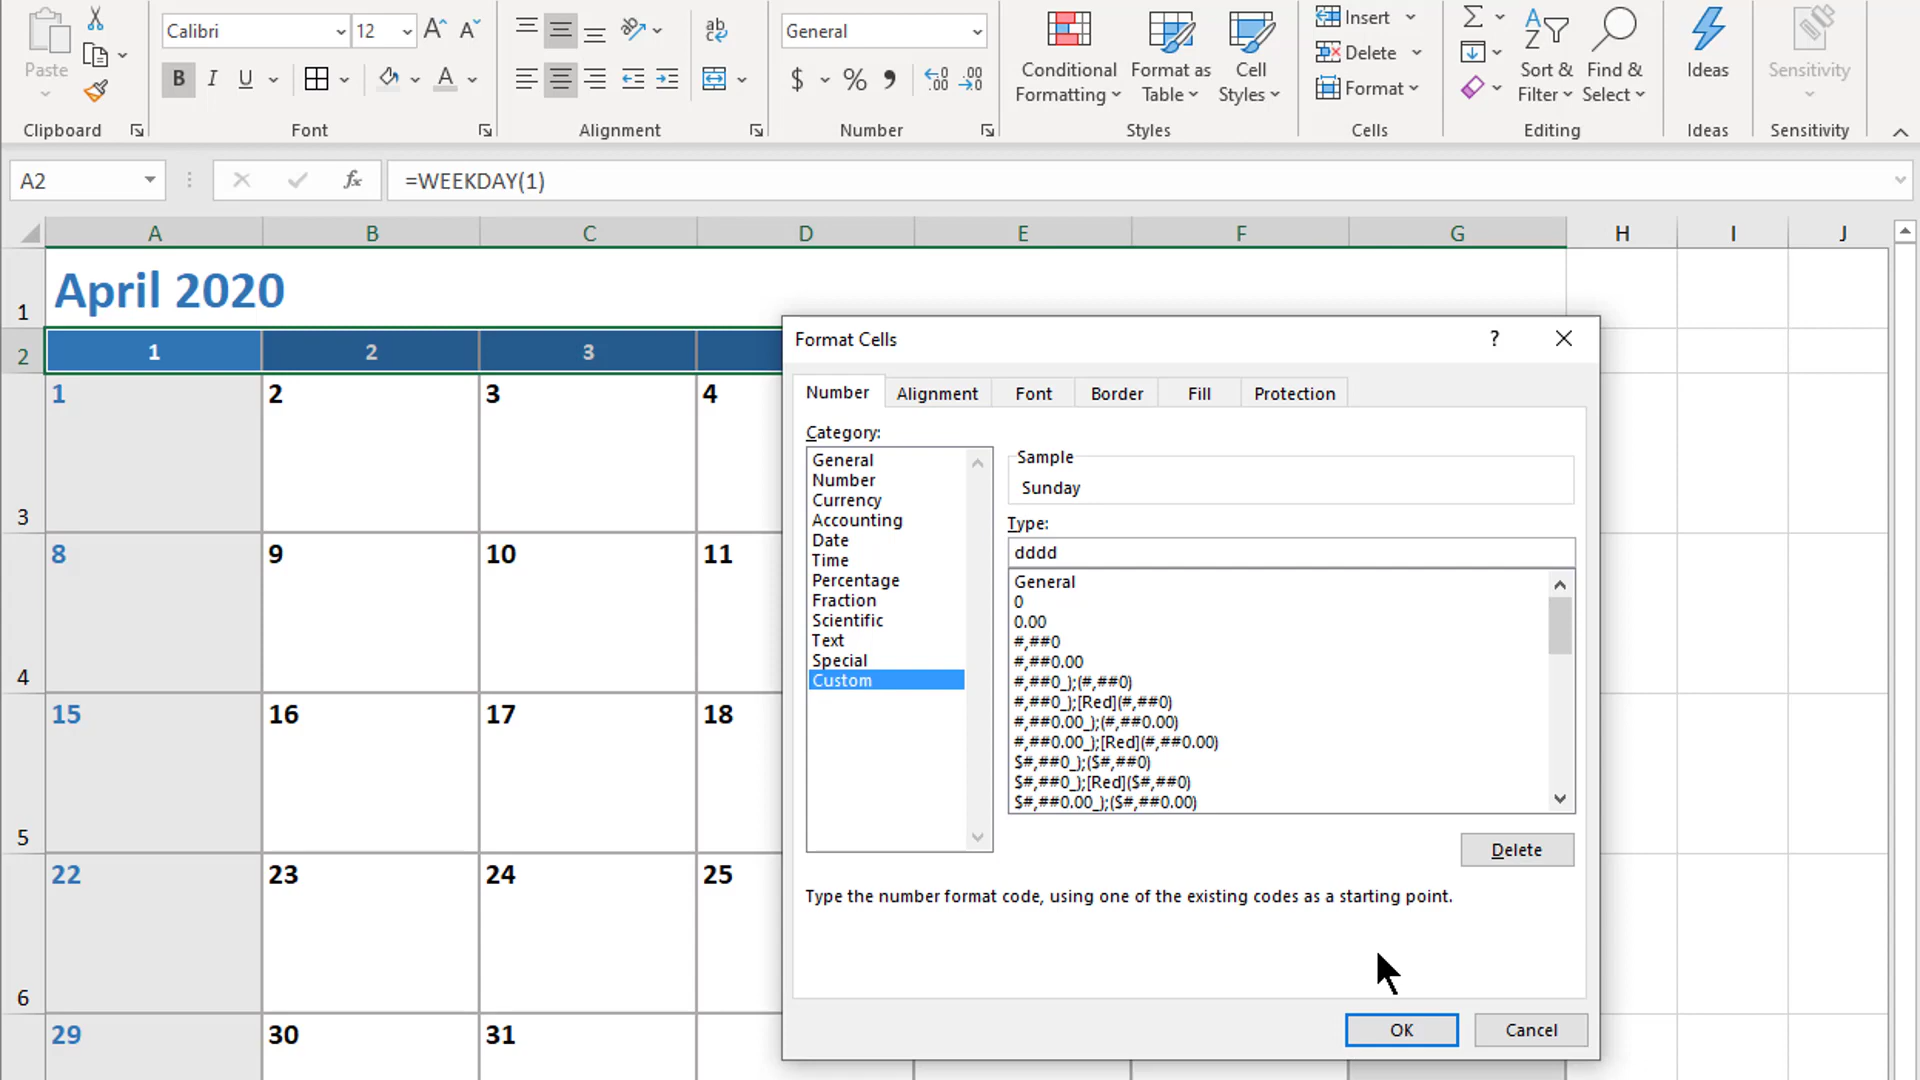 Paste
Clipboard
Calibri
12
A^
A
B I U
A
Font
ab
Alignment
General
$ % ,
.00
.00
Number
Conditional Formatting
Format as Table
Cell Styles
Styles
Insert
Delete
Format
Cells
Sort & Filter
Find & Select
Editing
Ideas
Ideas
Sensitivity
Sensitivity
A2
fx
=WEEKDAY(1)
A B C D E F G H I J
1
April 2020
2
1 2 3
3
1 2 3 4
4
8 9 10 11
5
15 16 17 18
6
22 23 24 25
29 30 31
Format Cells
?
Number Alignment Font Border Fill Protection
Category:
General
Number
Currency
Accounting
Date
Time
Percentage
Fraction
Scientific
Text
Special
Custom
Sample
Sunday
Type:
dddd
General
0
0.00
#,##0
#,##0.00
#,##0_);(#,##0)
#,##0_);[Red](#,##0)
#,##0.00_);(#,##0.00)
#,##0.00_);[Red](#,##0.00)
$#,##0_);($#,##0)
$#,##0_);[Red]($#,##0)
$#,##0.00_);($#,##0.00)
Delete
Type the number format code, using one of the existing codes as a starting point.
OK
Cancel